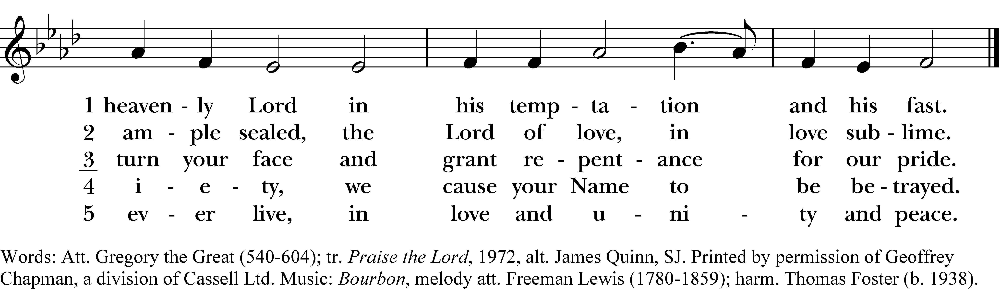 1 heaven - ly Lord in his temp - ta - tion and his fast.
2 am - ple sealed, the Lord of love, in love sub - lime.
3 turn your face and grant re - pent - ance for our pride.
4 i - e - ty, we cause your Name to be be - trayed.
5 ev - er live, in love and u - ni - ty and peace.
Words: Att. Gregory the Great (540-604); tr. Praise the Lord, 1972, alt. James Quinn, SJ. Printed by permission of Geoffrey
Chapman, a division of Cassell Ltd. Music: Bourbon, melody att. Freeman Lewis (1780-1859); harm. Thomas Foster (b. 1938).